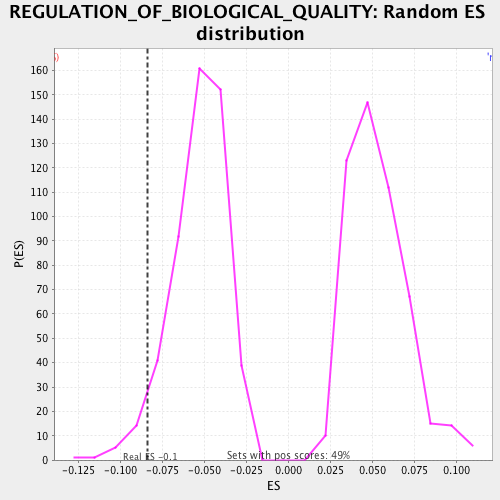 REGULATION_OF_BIOLOGICAL_QUALITY: Random ES
distribution
160
150
140
130
120
110
100
90
80
70
60
50
40
30
20
10
0
P(ES)
Real ES -0.1
Sets with pos scores: 49%
-0.125 -0.100 -0.075 -0.050 -0.025 0.000 0.025 0.050 0.075 0.100
ES